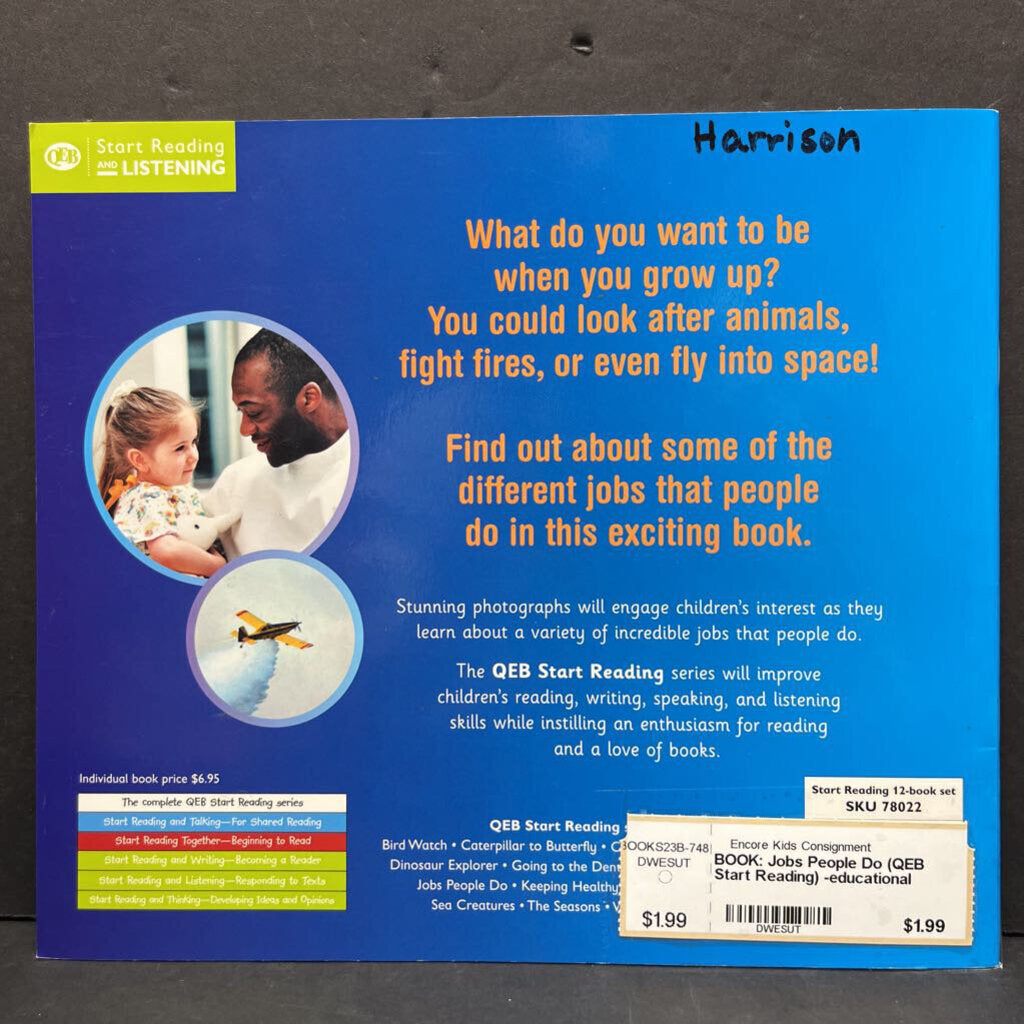 QEB
Start Reading
AND LISTENING
Harrison
What do you want to be
when you grow up?
You could look after animals,
fight fires, or even fly into space!
Find out about some of the
different jobs that people
do in this exciting book.
Stunning photographs will engage children's interest as they
learn about a variety of incredible jobs that people do.
The QEB Start Reading series will improve
children's reading, writing, speaking, and listening
skills while instilling an enthusiasm for reading
and a love of books.
Individual book price $6.95
The complete QEB Start Reading series
Start Reading and Talking—For Shared Reading
Start Reading Together—Beginning to Read
Start Reading and Writing—Becoming a Reader
Start Reading and Listening—Responding to Texts
Start Reading and Thinking—Developing Ideas and Opinions
QEB Start Reading
Bird Watch • Caterpillar to Butterfly •
Dinosaur Explorer • Going to the
Jobs People Do • Keeping Healthy
Sea Creatures • The Seasons •
Start Reading 12-book set
SKU 78022
BOOKS23B-748
DWESUT
$1.99
Encore Kids Consignment
BOOK: Jobs People Do (QEB
Start Reading) -educational
DWESUT
$1.99